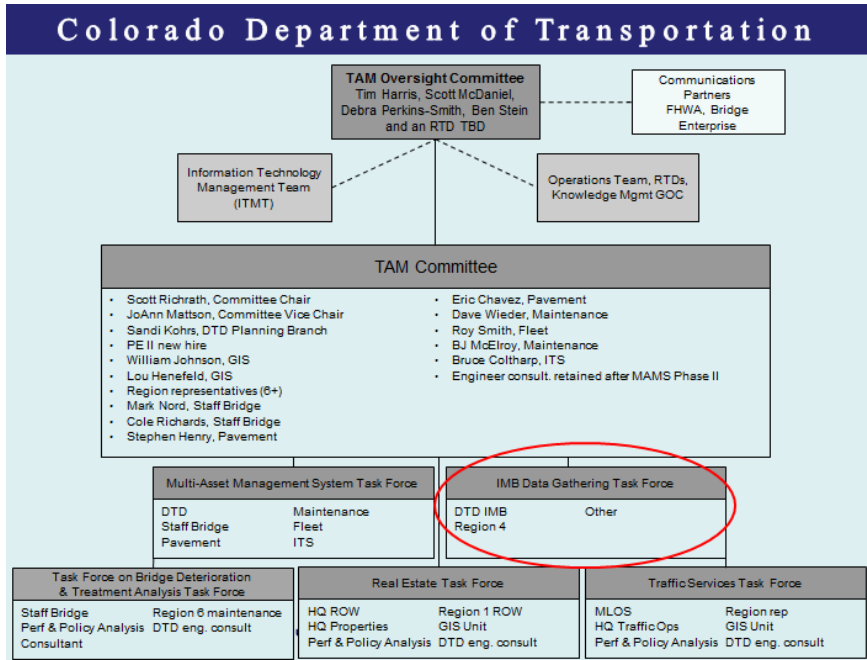 Colorado Department of Transportation
TAM Oversight Committee
Tim Harris, Scott McDaniel,
Debra Perkins-Smith, Ben Stein
and an RTD TBD
Communications
Partners
FHWA, Bridge
Enterprise
Information Technology
Management Team
(ITMT)
Operations Team, RTDs,
Knowledge Mgmt GOC
TAM Committee
• Scott Richrath, Committee Chair
• JoAnn Mattson, Committee Vice Chair
• Sandi Kohrs, DTD Planning Branch
• PE II new hire
• William Johnson, GIS
• Lou Henefeld, GIS
• Region representatives (6+)
• Mark Nord, Staff Bridge
• Cole Richards, Staff Bridge
• Stephen Henry, Pavement
• Eric Chavez, Pavement
• Dave Wieder, Maintenance
• Roy Smith, Fleet
• BJ McElroy, Maintenance
• Bruce Coltharp, ITS
• Engineer consult. retained after MAMS Phase II
Multi-Asset Management System Task Force
DTD Maintenance
Staff Bridge Fleet
Pavement ITS
IMB Data Gathering Task Force
DTD IMB Other
Region 4
Task Force on Bridge Deterioration
& Treatment Analysis Task Force
Staff Bridge Region 6 maintenance
Perf & Policy Analysis DTD eng. consult
Consultant
Real Estate Task Force
HQ ROW Region 1 ROW
HQ Properties GIS Unit
Perf & Policy Analysis DTD eng. consult
Traffic Services Task Force
MLOS Region rep
HQ Traffic Ops GIS Unit
Perf & Policy Analysis DTD eng. consult